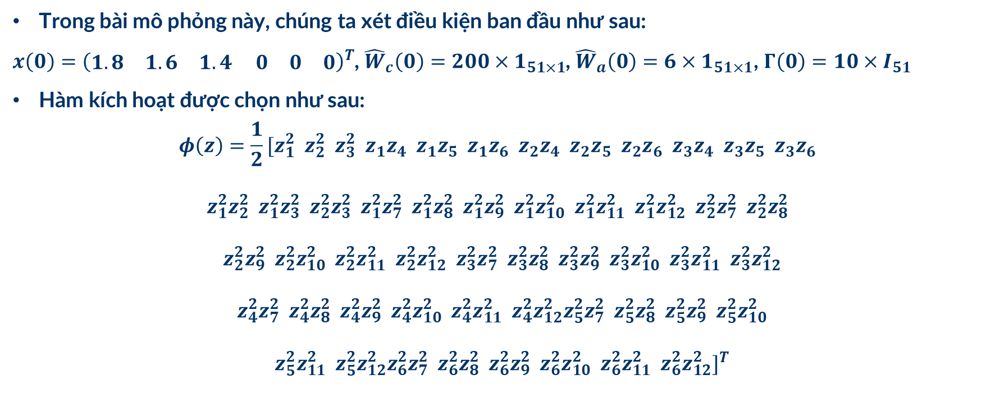 • Trong bài mô phỏng này, chúng ta xét điều kiện ban đầu như sau:
$x(0) = (1.8 \quad 1.6 \quad 1.4 \quad 0 \quad 0 \quad 0)^T, \widehat{W}_c(0) = 200 \times 1_{51\times1}, \widehat{W}_a(0) = 6 \times 1_{51\times1}, \Gamma(0) = 10 \times I_{51}$
• Hàm kích hoạt được chọn như sau:
$\phi(z) = \frac{1}{2}[z_1^2 \; z_2^2 \; z_3^2 \; z_1z_4 \; z_1z_5 \; z_1z_6 \; z_2z_4 \; z_2z_5 \; z_2z_6 \; z_3z_4 \; z_3z_5 \; z_3z_6$
$z_1^2z_2^2 \; z_1^2z_3^2 \; z_2^2z_3^2 \; z_1^2z_7^2 \; z_1^2z_8^2 \; z_1^2z_9^2 \; z_1^2z_{10}^2 \; z_1^2z_{11}^2 \; z_1^2z_{12}^2 \; z_2^2z_7^2 \; z_2^2z_8^2$
$z_2^2z_9^2 \; z_2^2z_{10}^2 \; z_2^2z_{11}^2 \; z_2^2z_{12}^2 \; z_3^2z_7^2 \; z_3^2z_8^2 \; z_3^2z_9^2 \; z_3^2z_{10}^2 \; z_3^2z_{11}^2 \; z_3^2z_{12}^2$
$z_4^2z_7^2 \; z_4^2z_8^2 \; z_4^2z_9^2 \; z_4^2z_{10}^2 \; z_4^2z_{11}^2 \; z_4^2z_{12}^2z_5^2z_7^2 \; z_5^2z_8^2 \; z_5^2z_9^2 \; z_5^2z_{10}^2$
$z_5^2z_{11}^2 \; z_5^2z_{12}^2z_6^2z_7^2 \; z_6^2z_8^2 \; z_6^2z_9^2 \; z_6^2z_{10}^2 \; z_6^2z_{11}^2 \; z_6^2z_{12}^2]^T$